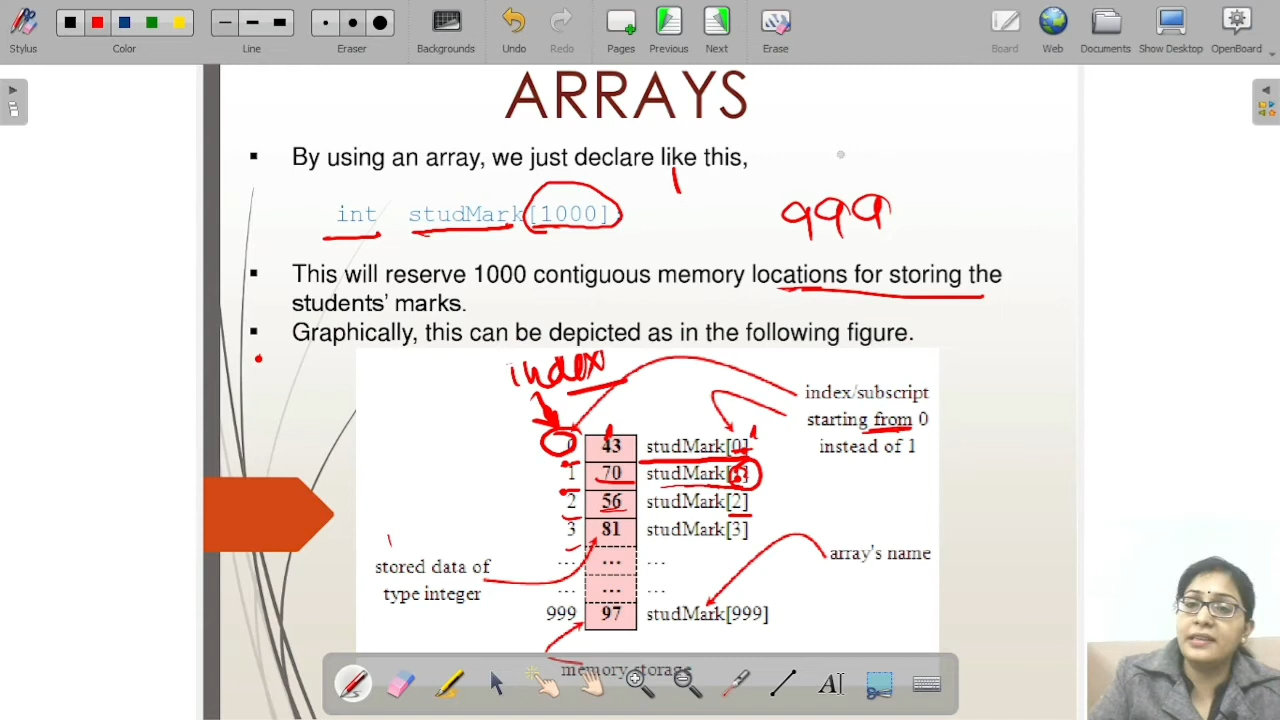 Stylus Color Line Eraser Backgrounds Undo Redo Pages Previous Next Erase Board Web Documents Show Desktop OpenBoard
ARRAYS
By using an array, we just declare like this,
int studMark[1000];
999
This will reserve 1000 contiguous memory locations for storing the
students' marks.
Graphically, this can be depicted as in the following figure.
index
index/subscript
starting from 0
instead of 1
0 43 studMark[0]
1 70 studMark[1]
2 56 studMark[2]
3 81 studMark[3]
array's name
stored data of
type integer
... ... ...
... ... ...
999 97 studMark[999]
memory storage